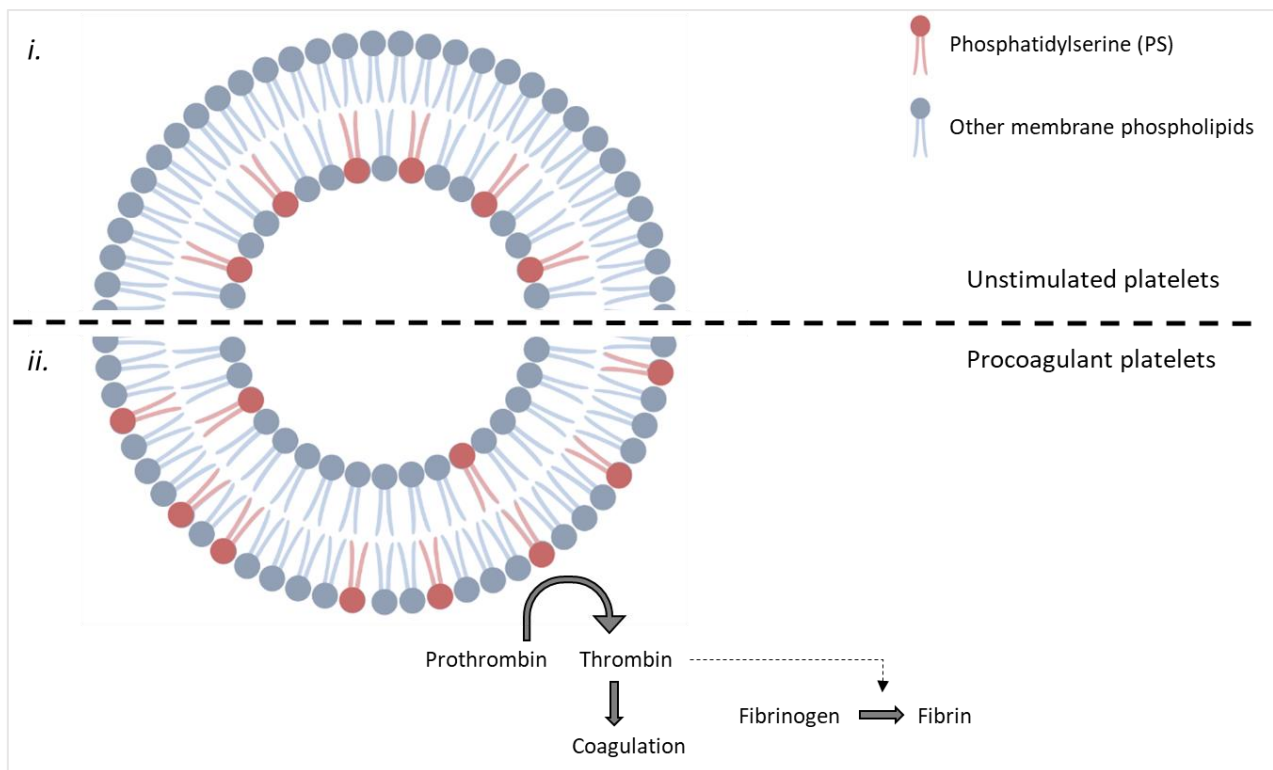 i.
Phosphatidylserine (PS)
Other membrane phospholipids
Unstimulated platelets
ii.
Procoagulant platelets
Prothrombin
Thrombin
Fibrinogen
Fibrin
Coagulation